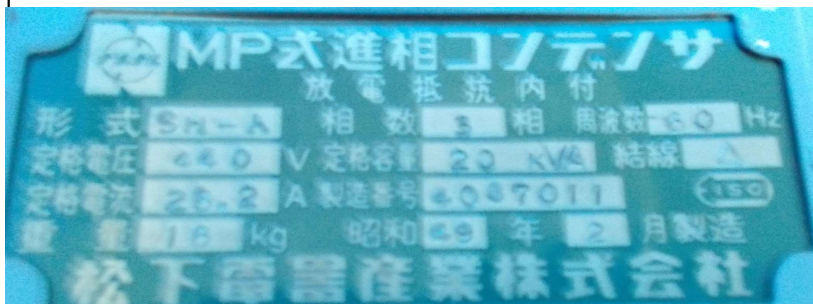 MP式進相コンデンサ
放電抵抗内付
形式 SH-A 相数 3 相 周波数 60 Hz
定格電圧 440 V 定格容量 20 kVA 結線 △
定格電流 26.2 A 製造番号
重量 18 kg 昭和 49 年 2 月製造
松下電器産業株式会社